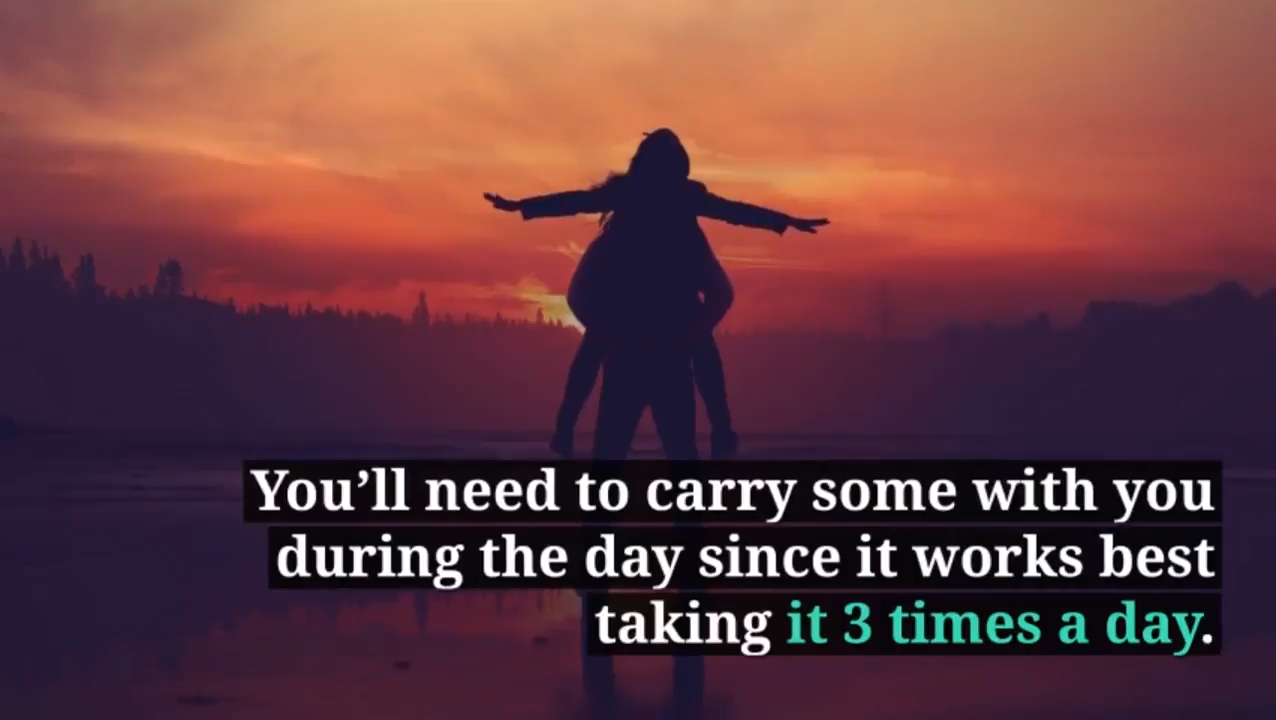 You’ll need to carry some with you
during the day since it works best
taking it 3 times a day.